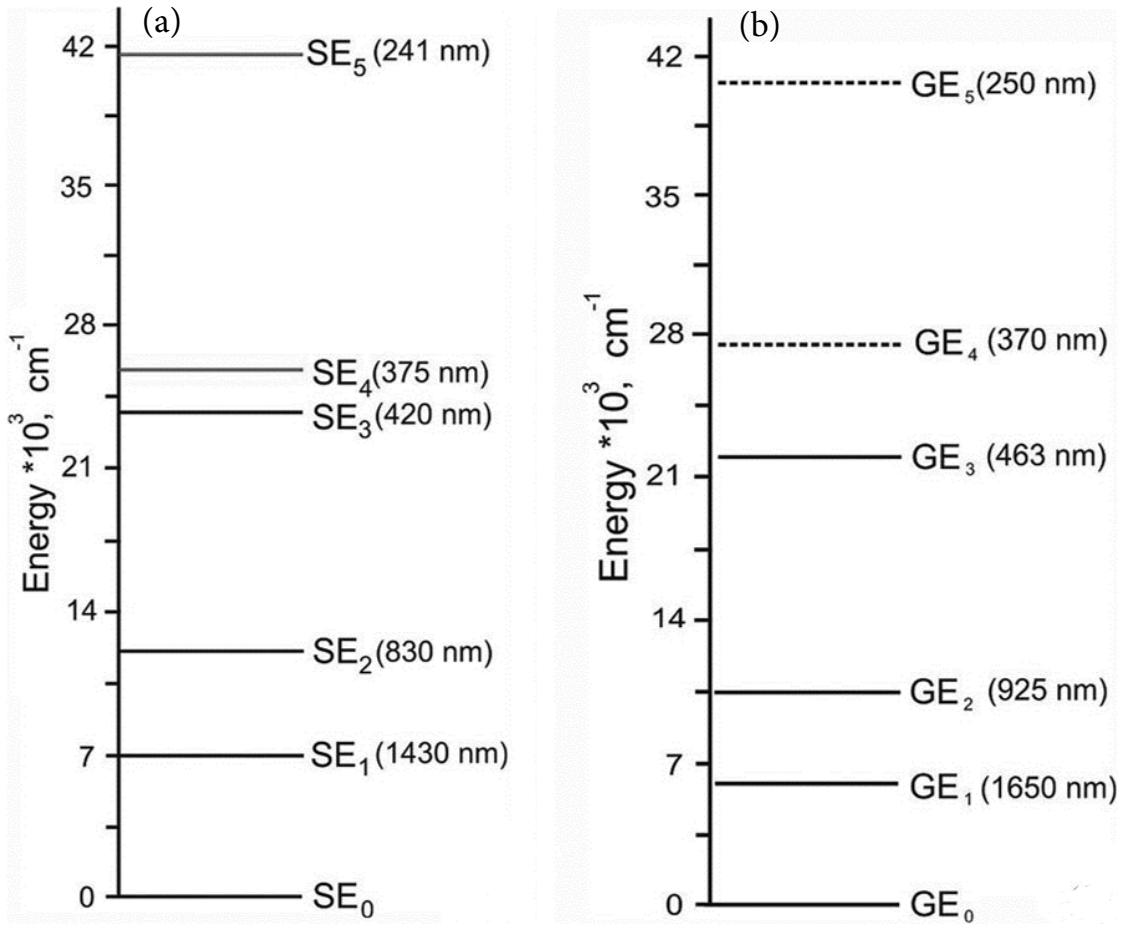 (a)
42
SE5 (241 nm)
35
28
SE4 (375 nm)
SE3 (420 nm)
21
14
SE2 (830 nm)
7
SE1 (1430 nm)
0
SE0
Energy *10^3, cm^-1
(b)
42
GE5 (250 nm)
35
28
GE4 (370 nm)
GE3 (463 nm)
21
14
GE2 (925 nm)
7
GE1 (1650 nm)
0
GE0
Energy *10^3, cm^-1